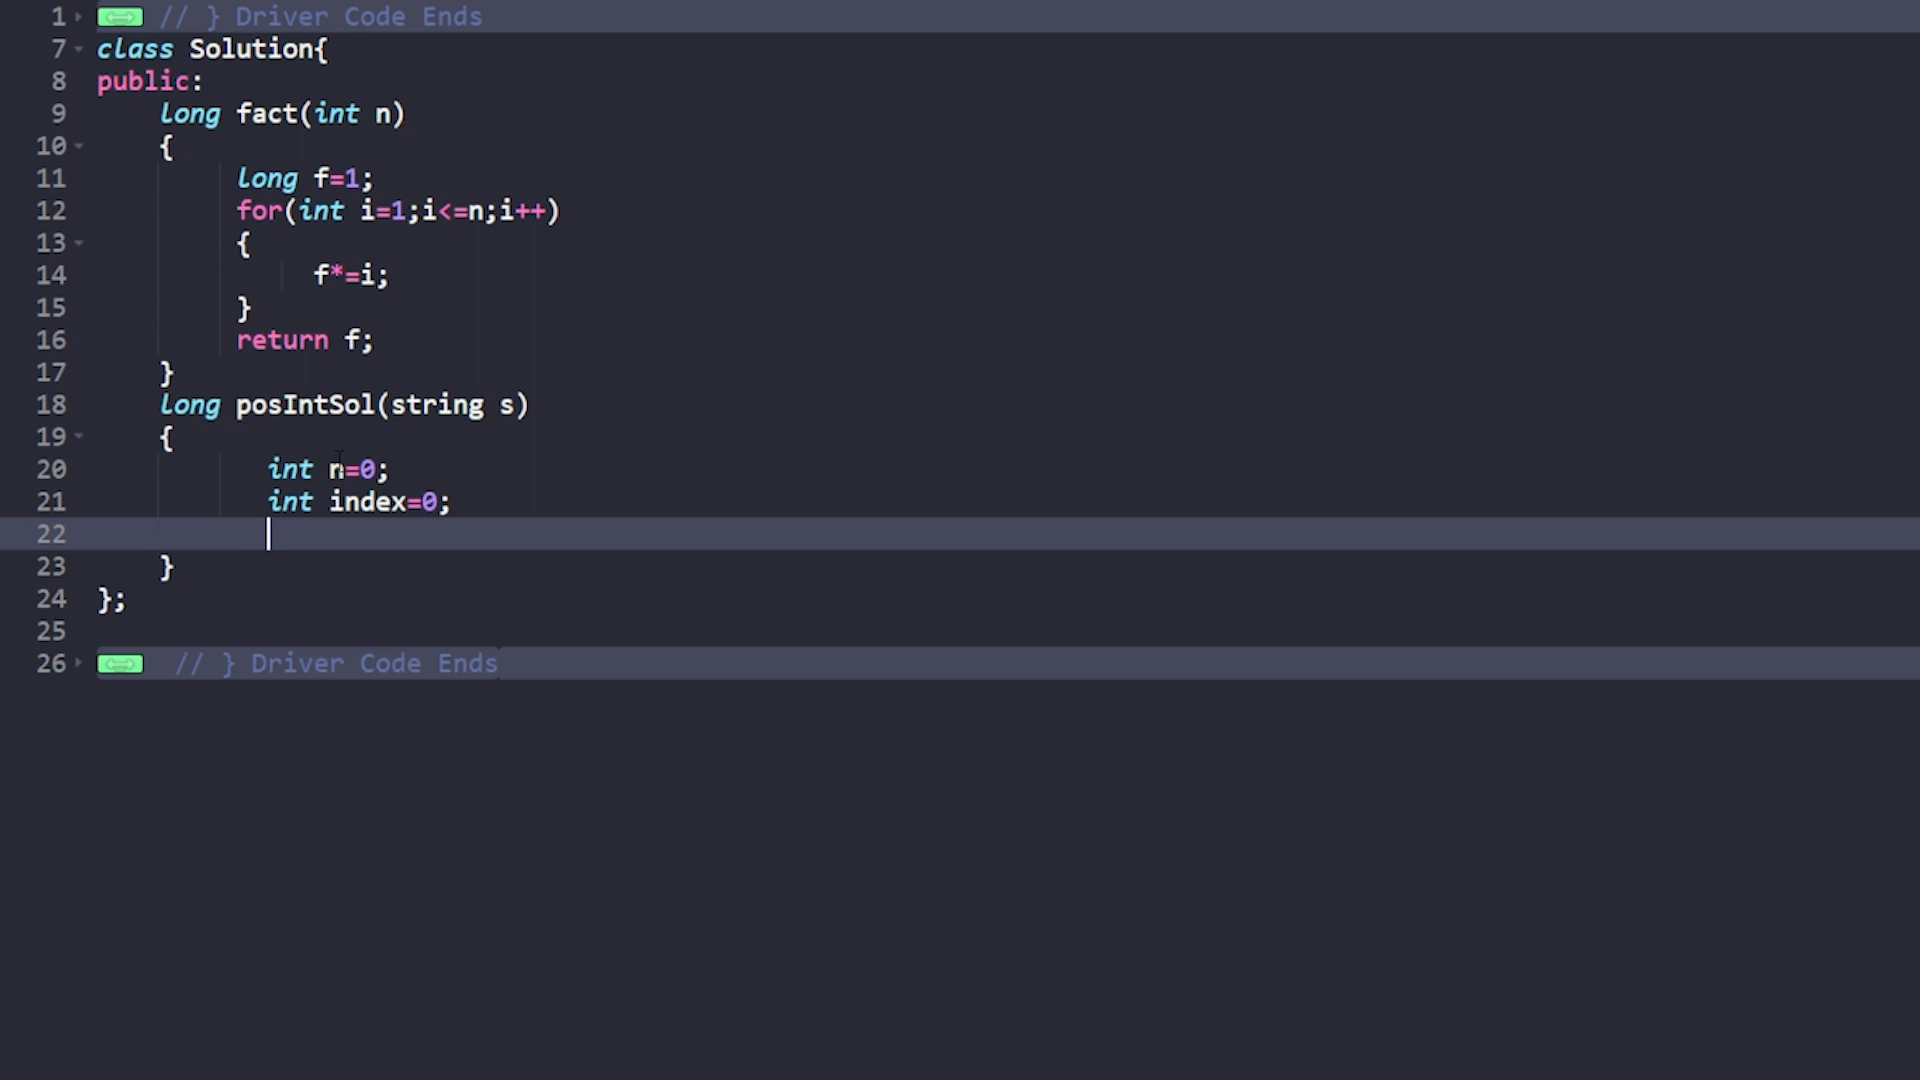 1 // } Driver Code Ends
7 class Solution{
8 public:
9 long fact(int n)
10 {
11 long f=1;
12 for(int i=1;i<=n;i++)
13 {
14 f*=i;
15 }
16 return f;
17 }
18 long posIntSol(string s)
19 {
20 int n=0;
21 int index=0;
22
23 }
24 };
25
26 // } Driver Code Ends